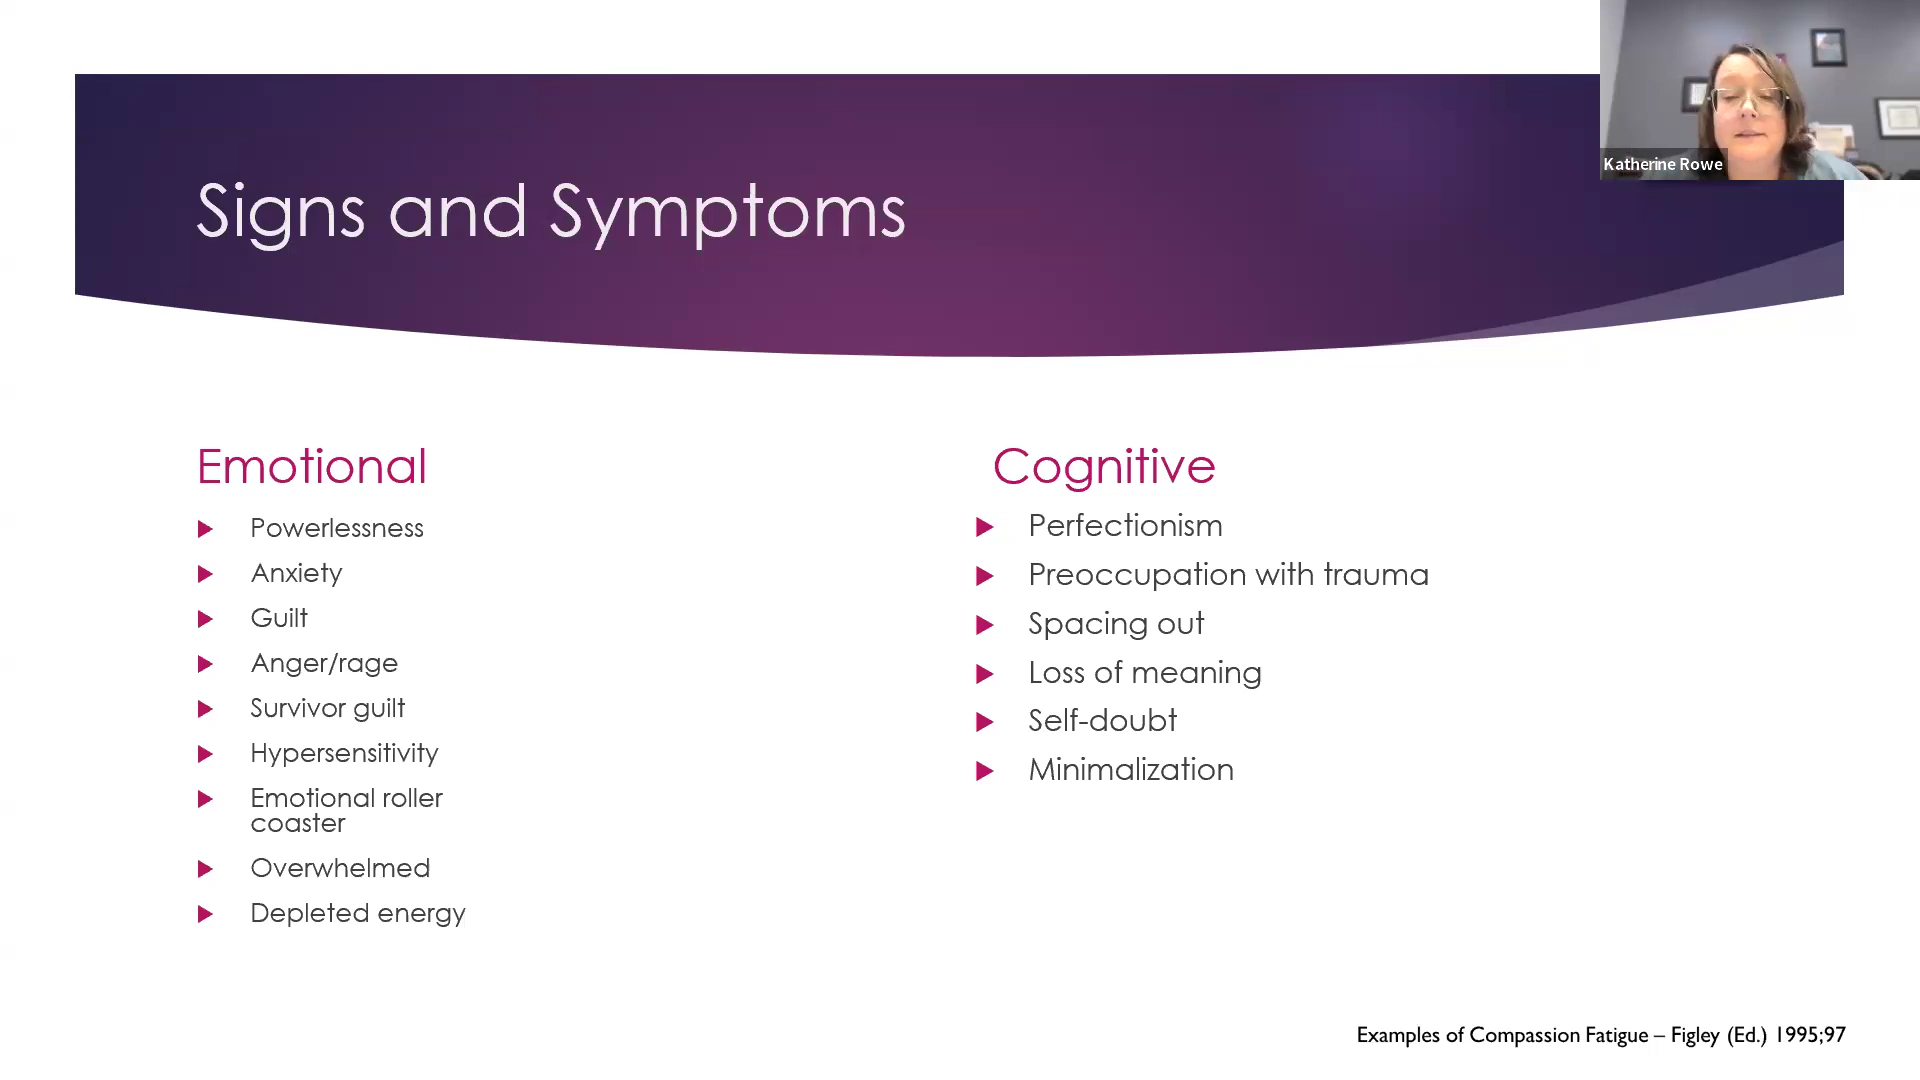 Katherine Rowe
Signs and Symptoms
Emotional
Powerlessness
Anxiety
Guilt
Anger/rage
Survivor guilt
Hypersensitivity
Emotional roller
coaster
Overwhelmed
Depleted energy
Cognitive
Perfectionism
Preoccupation with trauma
Spacing out
Loss of meaning
Self-doubt
Minimalization
Examples of Compassion Fatigue – Figley (Ed.) 1995;97